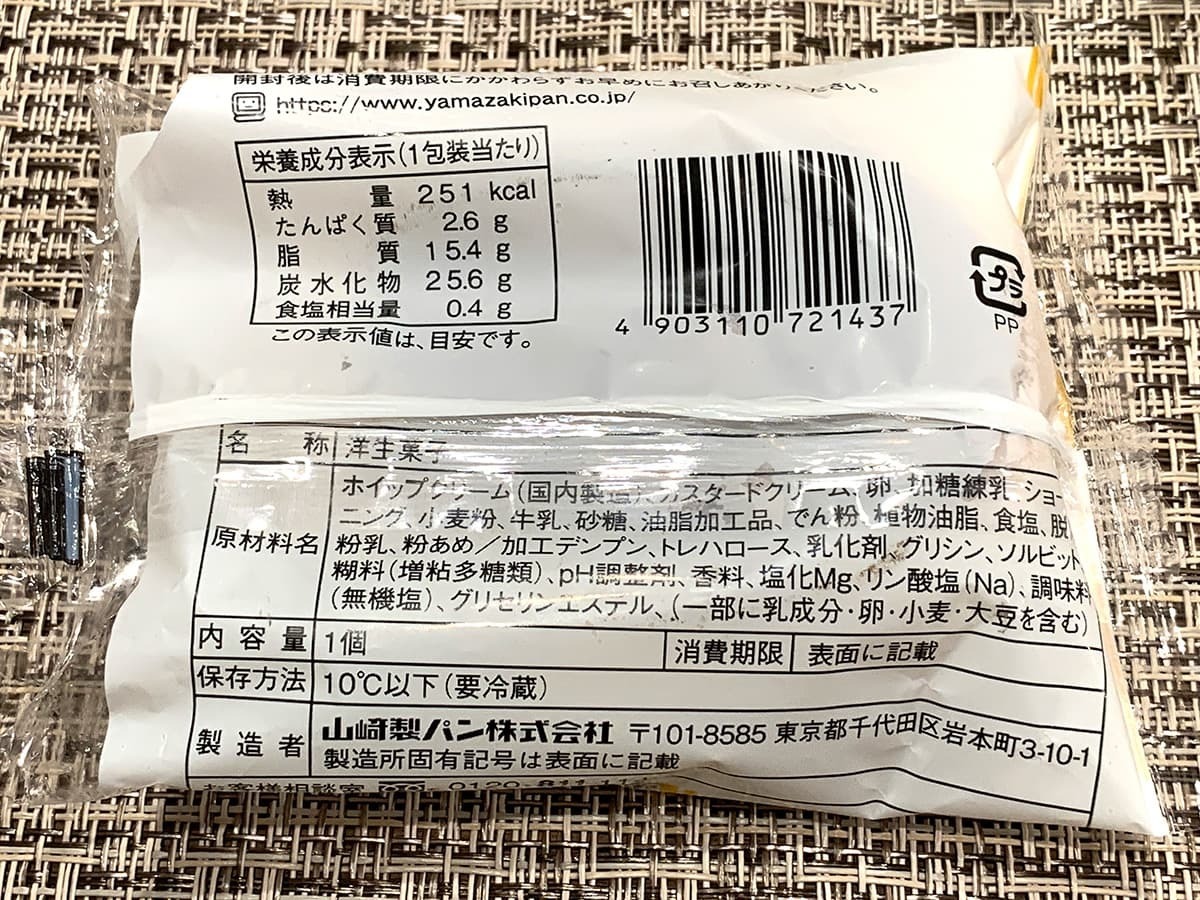 開封後は消費期限にかかわらずお早めにお召しあがりください。
https://www.yamazakipan.co.jp/
栄養成分表示(1包装当たり)
熱量 251 kcal
たんぱく質 2.6 g
脂質 15.4 g
炭水化物 25.6 g
食塩相当量 0.4 g
この表示値は、目安です。
4 903110 721437
プラ
PP
名称 洋生菓子
原材料名
ホイップクリーム(国内製造)、カスタードクリーム、卵、加糖練乳、ショー
ニング、小麦粉、牛乳、砂糖、油脂加工品、でん粉、植物油脂、食塩、脱
粉乳、粉あめ/加工デンプン、トレハロース、乳化剤、グリシン、ソルビット
糊料(増粘多糖類)、pH調整剤、香料、塩化Mg、リン酸塩(Na)、調味料
(無機塩)、グリセリンエステル、(一部に乳成分・卵・小麦・大豆を含む)
内容量 1個 消費期限 表面に記載
保存方法 10℃以下(要冷蔵)
製造者 山崎製パン株式会社 〒101-8585 東京都千代田区岩本町3-10-1
製造所固有記号は表面に記載
お客様相談室